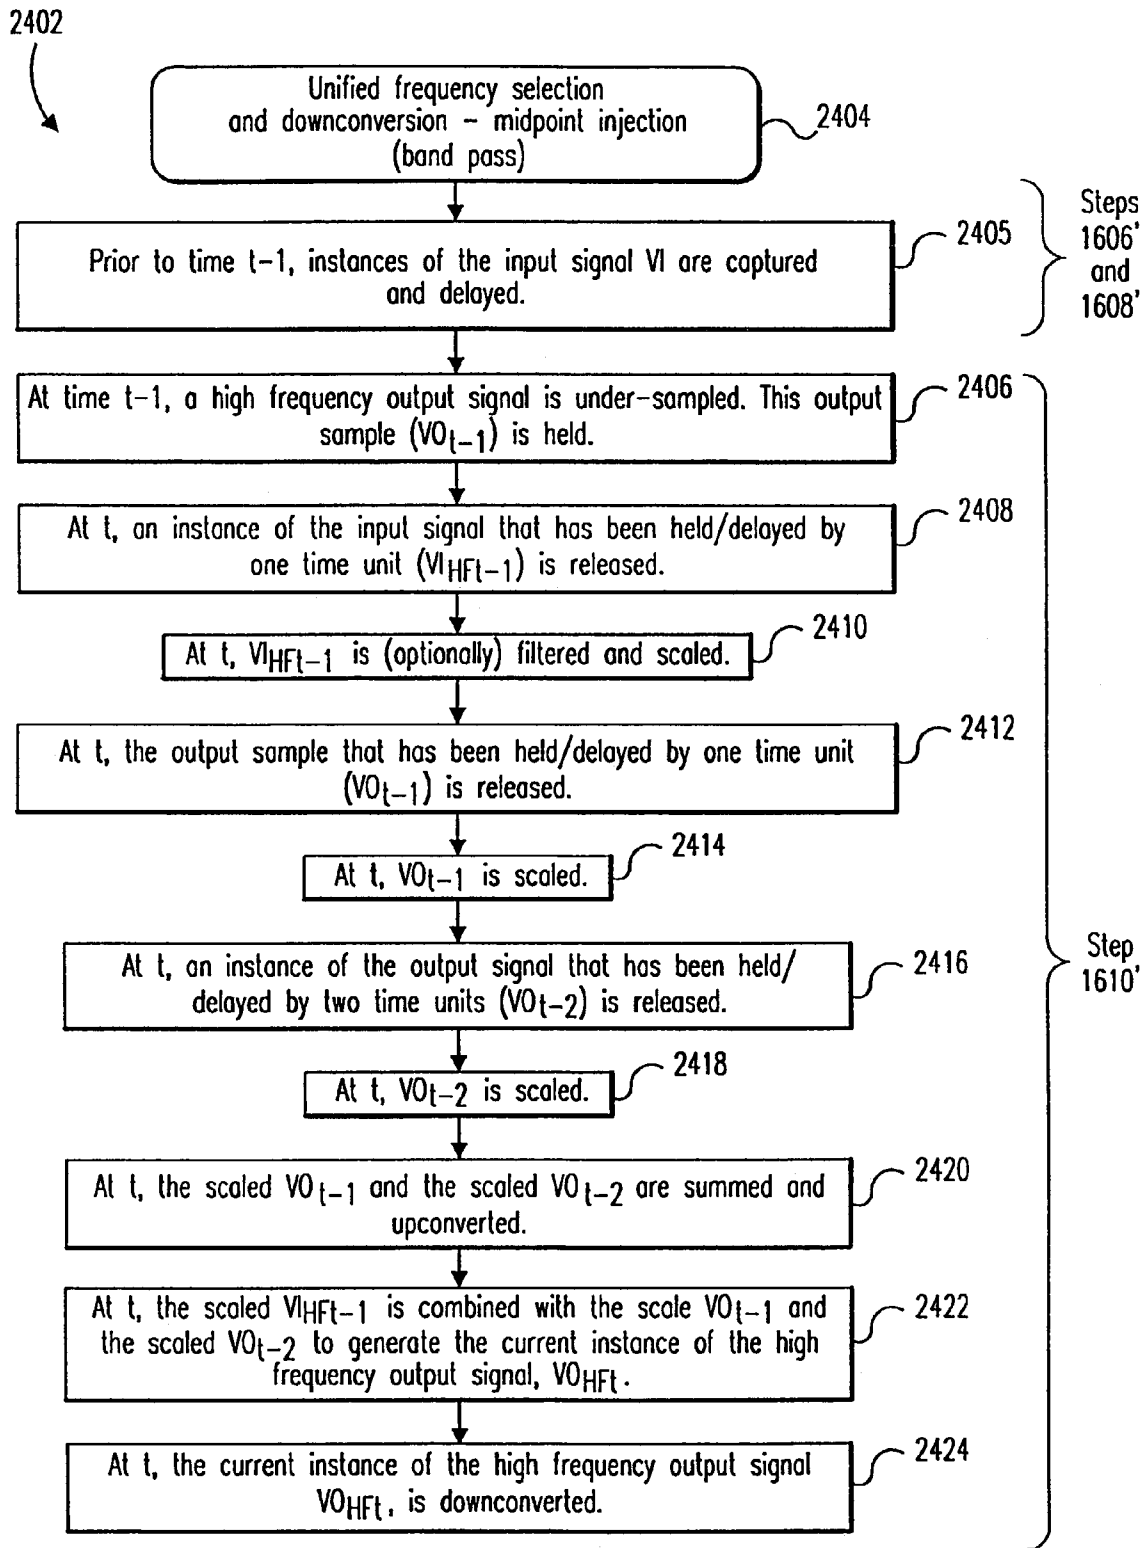 2402
Unified frequency selection
and downconversion – midpoint injection
(band pass)
2404
Prior to time t-1, instances of the input signal VI are captured
and delayed.
2405
Steps
1606'
and
1608'
At time t-1, a high frequency output signal is under-sampled. This output
sample (VOt-1) is held.
2406
At t, an instance of the input signal that has been held/delayed by
one time unit (VIHFt-1) is released.
2408
At t, VIHFt-1 is (optionally) filtered and scaled.
2410
At t, the output sample that has been held/delayed by one time unit
(VOt-1) is released.
2412
At t, VOt-1 is scaled.
2414
At t, an instance of the output signal that has been held/
delayed by two time units (VOt-2) is released.
2416
Step
1610'
At t, VOt-2 is scaled.
2418
At t, the scaled VOt-1 and the scaled VOt-2 are summed and
upconverted.
2420
At t, the scaled VIHFt-1 is combined with the scale VOt-1 and
the scaled VOt-2 to generate the current instance of the high
frequency output signal, VOHFt.
2422
At t, the current instance of the high frequency output signal
VOHFt, is downconverted.
2424